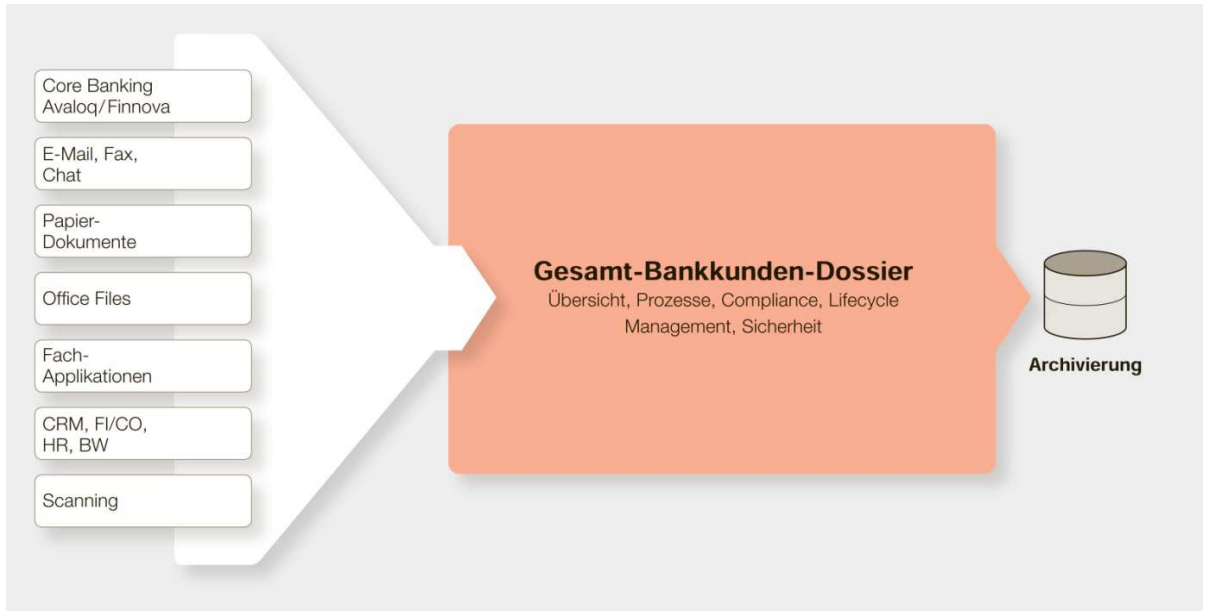 Core Banking
Avaloq/Finnova
E-Mail, Fax,
Chat
Papier-
Dokumente
Office Files
Fach-
Applikationen
CRM, FI/CO,
HR, BW
Scanning
Gesamt-Bankkunden-Dossier
Übersicht, Prozesse, Compliance, Lifecycle
Management, Sicherheit
Archivierung